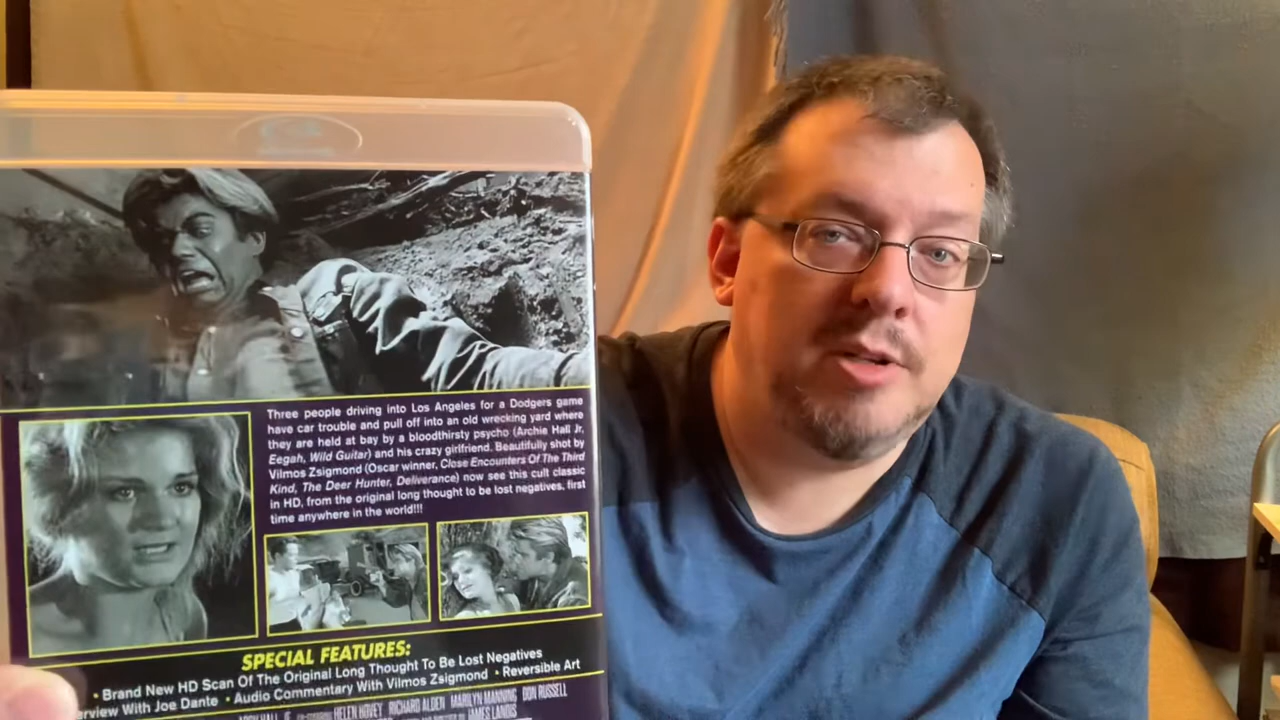 Three people driving into Los Angeles for a Dodgers game
have car trouble and pull off into an old wrecking yard where
they are held at bay by a bloodthirsty psycho (Archie Hall Jr,
Eegah, Wild Guitar) and his crazy girlfriend. Beautifully shot by
Vilmos Zsigmond (Oscar winner, Close Encounters Of The Third
Kind, The Deer Hunter, Deliverance) now see this cult classic
in HD, from the original long thought to be lost negatives, first
time anywhere in the world!!!
SPECIAL FEATURES:
• Brand New HD Scan Of The Original Long Thought To Be Lost Negatives
With Joe Dante • Audio Commentary With Vilmos Zsigmond • Reversible Art
HELEN HOVEY RICHARD ALDEN MARILYN MANNING DON RUSSELL
JAMES LANDIS